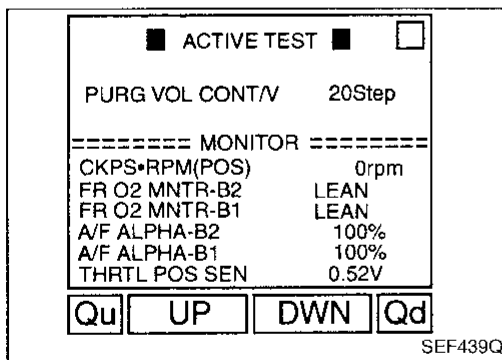 ■ ACTIVE TEST ■
PURG VOL CONT/V 20Step
======== MONITOR ========
CKPS•RPM(POS) 0rpm
FR O2 MNTR-B2 LEAN
FR O2 MNTR-B1 LEAN
A/F ALPHA-B2 100%
A/F ALPHA-B1 100%
THRTL POS SEN 0.52V
Qu UP DWN Qd
SEF439Q